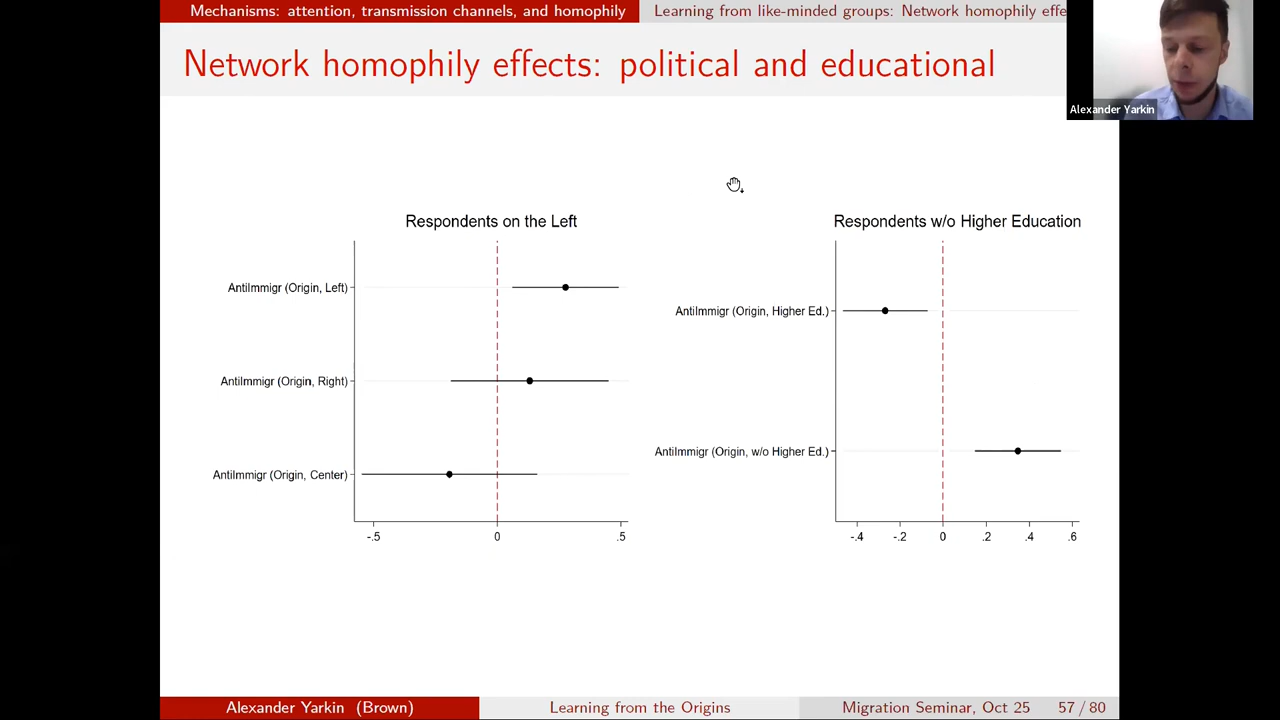 Mechanisms: attention, transmission channels, and homophily
Learning from like-minded groups: Network homophily effe
Network homophily effects: political and educational
Alexander Yarkin
Respondents on the Left
AntiImmigr (Origin, Left)
AntiImmigr (Origin, Right)
AntiImmigr (Origin, Center)
-.5 0 .5
Respondents w/o Higher Education
AntiImmigr (Origin, Higher Ed.)
AntiImmigr (Origin, w/o Higher Ed.)
-.4 -.2 0 .2 .4 .6
Alexander Yarkin (Brown)
Learning from the Origins
Migration Seminar, Oct 25 57 / 80